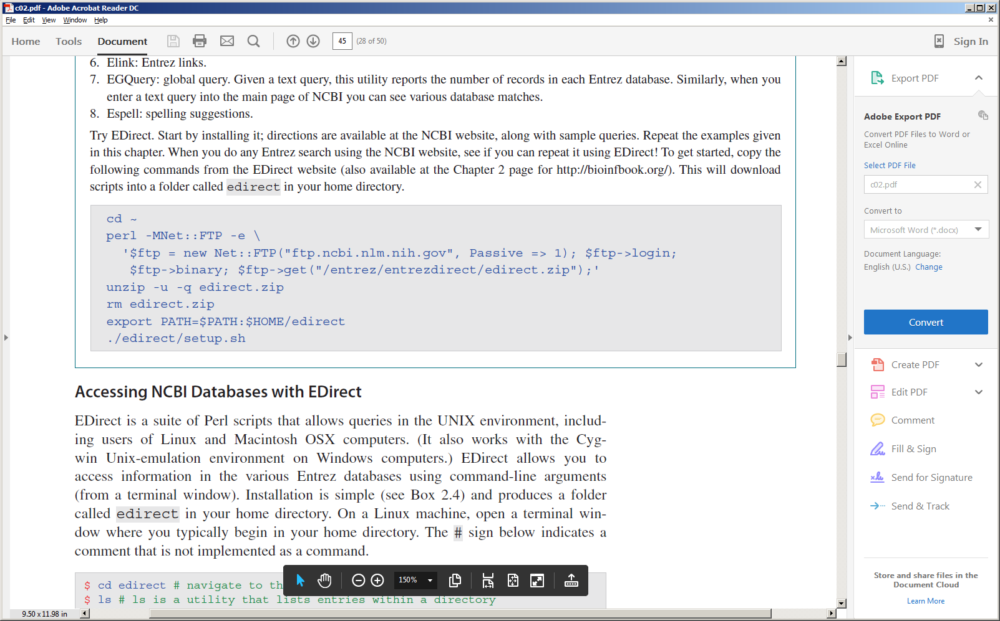 c02.pdf - Adobe Acrobat Reader DC
File Edit View Window Help
Home Tools Document 45 (28 of 50) Sign In
6. Elink: Entrez links.
7. EGQuery: global query. Given a text query, this utility reports the number of records in each Entrez database. Similarly, when you
enter a text query into the main page of NCBI you can see various database matches.
8. Espell: spelling suggestions.
Try EDirect. Start by installing it; directions are available at the NCBI website, along with sample queries. Repeat the examples given
in this chapter. When you do any Entrez search using the NCBI website, see if you can repeat it using EDirect! To get started, copy the
following commands from the EDirect website (also available at the Chapter 2 page for http://bioinfbook.org/). This will download
scripts into a folder called edirect in your home directory.
cd ~
perl -MNet::FTP -e \
'$ftp = new Net::FTP("ftp.ncbi.nlm.nih.gov", Passive => 1); $ftp->login;
$ftp->binary; $ftp->get("/entrez/entrezdirect/edirect.zip");'
unzip -u -q edirect.zip
rm edirect.zip
export PATH=$PATH:$HOME/edirect
./edirect/setup.sh
Accessing NCBI Databases with EDirect
EDirect is a suite of Perl scripts that allows queries in the UNIX environment, includ-
ing users of Linux and Macintosh OSX computers. (It also works with the Cyg-
win Unix-emulation environment on Windows computers.) EDirect allows you to
access information in the various Entrez databases using command-line arguments
(from a terminal window). Installation is simple (see Box 2.4) and produces a folder
called edirect in your home directory. On a Linux machine, open a terminal win-
dow where you typically begin in your home directory. The # sign below indicates a
comment that is not implemented as a command.
$ cd edirect # navigate to th
$ ls # ls is a utility that lists entries within a directory
150%
9.50 x 11.98 in
Export PDF
Adobe Export PDF
Convert PDF Files to Word or
Excel Online
Select PDF File
c02.pdf
Convert to
Microsoft Word (*.docx)
Document Language:
English (U.S.) Change
Convert
Create PDF
Edit PDF
Comment
Fill & Sign
Send for Signature
Send & Track
Store and share files in the
Document Cloud
Learn More